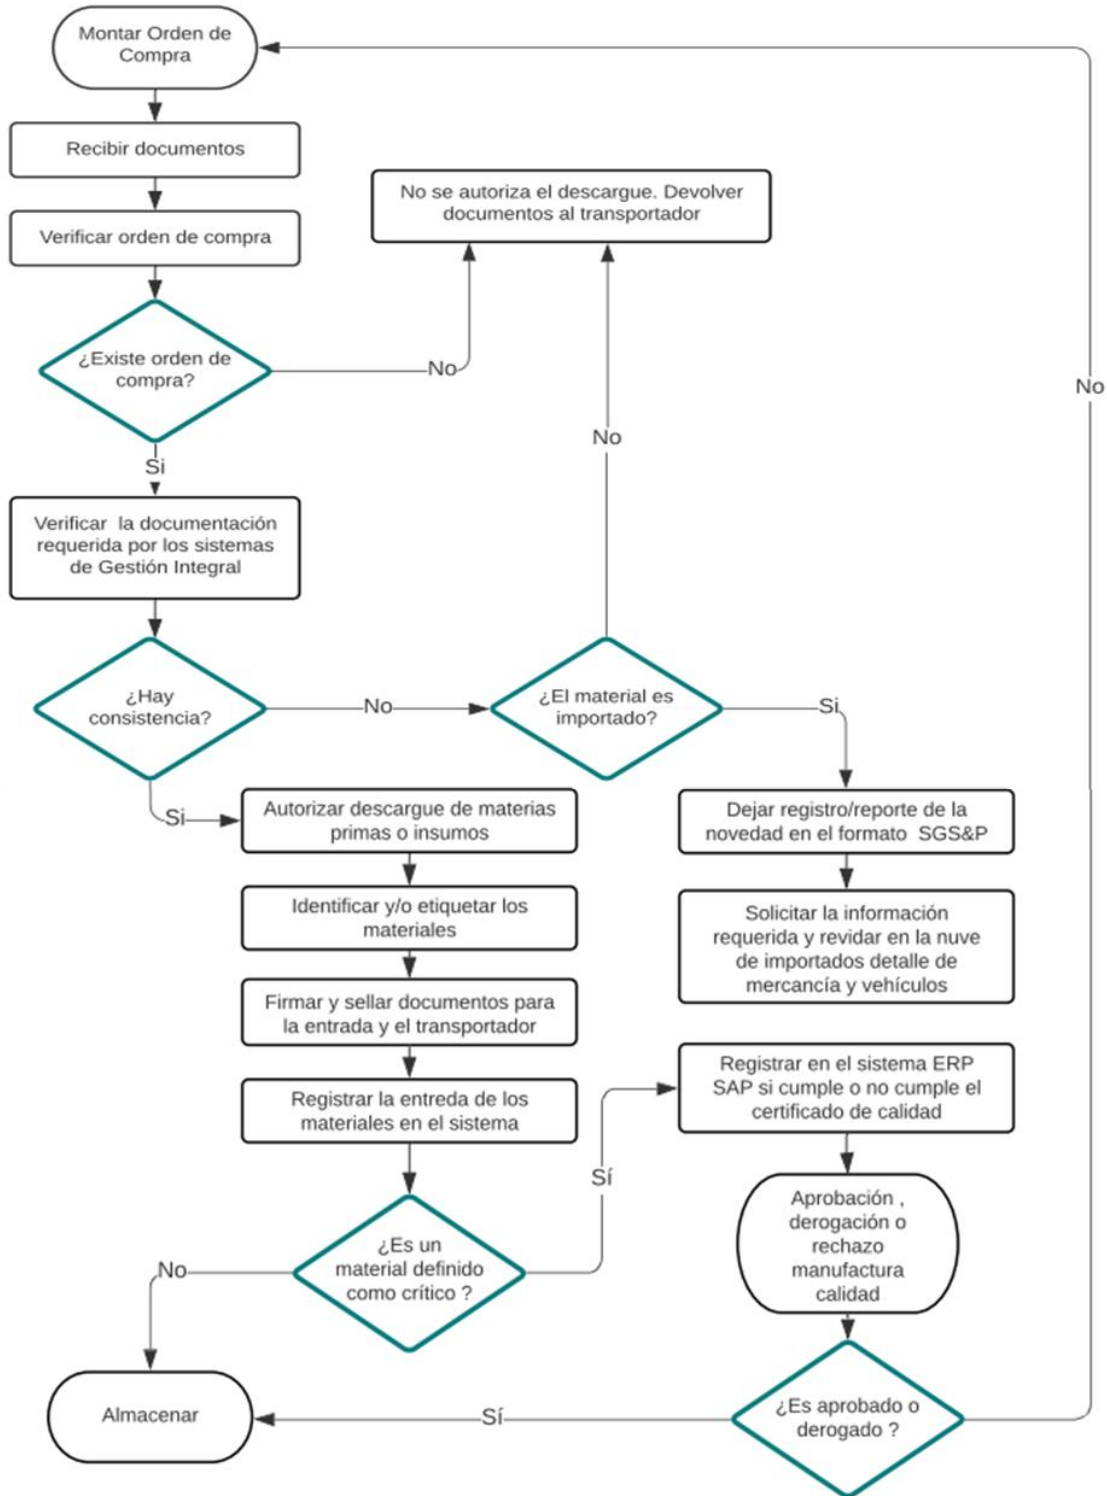 Montar Orden de
Compra
Recibir documentos
No se autoriza el descargue. Devolver
documentos al transportador
Verificar orden de compra
¿Existe orden de
compra?
No
No
No
Si
Verificar la documentación
requerida por los sistemas
de Gestión Integral
¿Hay
consistencia?
No
¿El material es
importado?
Si
Si
Autorizar descargue de materias
primas o insumos
Dejar registro/reporte de la
novedad en el formato SGS&P
Identificar y/o etiquetar los
materiales
Solicitar la información
requerida y revidar en la nuve
de importados detalle de
mercancía y vehículos
Firmar y sellar documentos para
la entrada y el transportador
Registrar la entreda de los
materiales en el sistema
Registrar en el sistema ERP
SAP si cumple o no cumple el
certificado de calidad
Sí
¿Es un
material definido
como crítico ?
No
Aprobación ,
derogación o
rechazo
manufactura
calidad
Almacenar
Sí
¿Es aprobado o
derogado ?